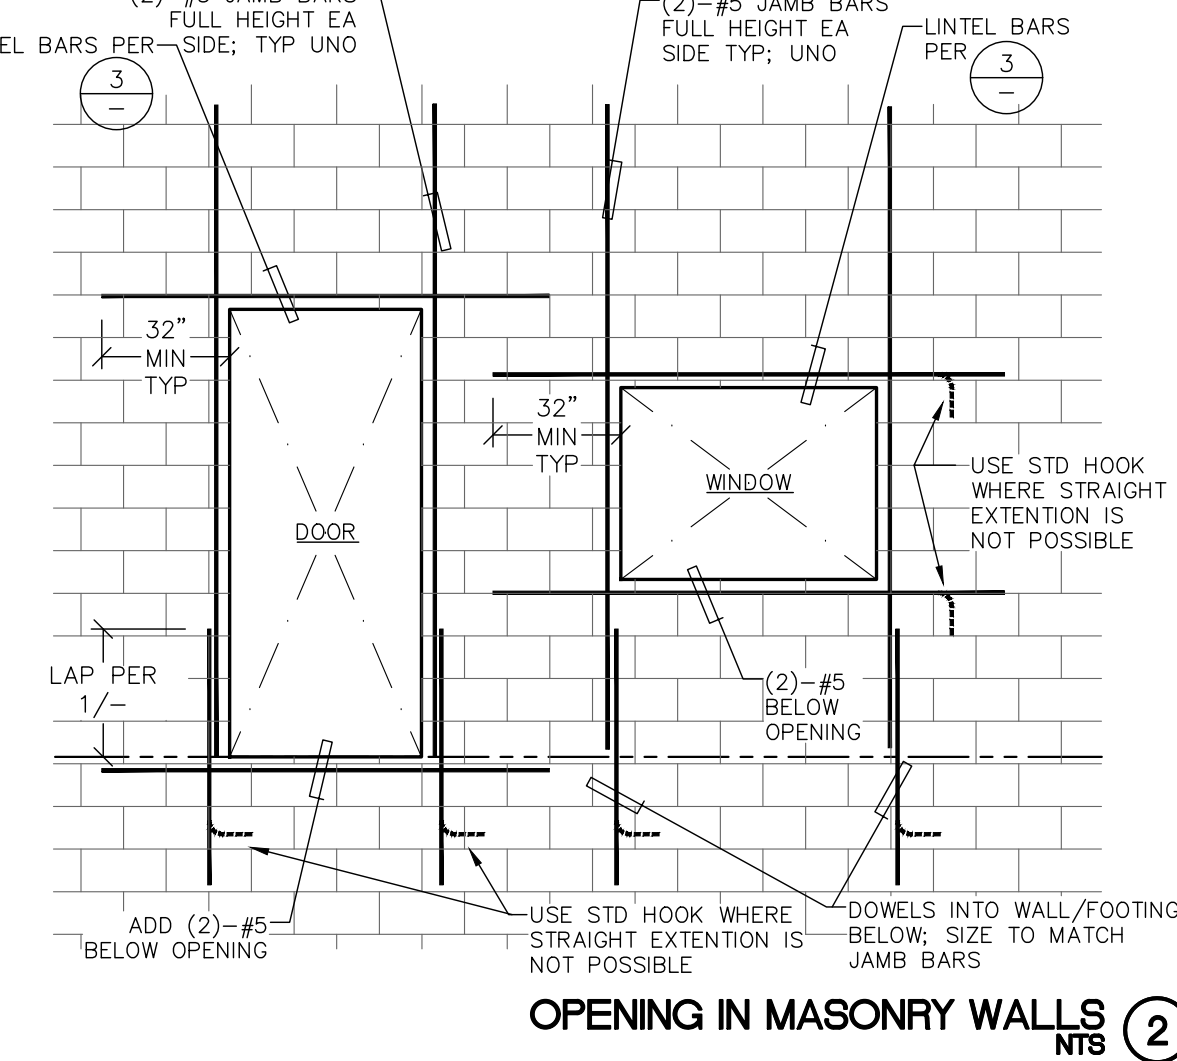 (2)-#5 JAMB BARS
FULL HEIGHT EA
SIDE; TYP UNO
EL BARS PER
3
-
(2)-#5 JAMB BARS
FULL HEIGHT EA
SIDE TYP; UNO
LINTEL BARS
PER
3
-
32"
MIN
TYP
32"
MIN
TYP
DOOR
WINDOW
USE STD HOOK
WHERE STRAIGHT
EXTENTION IS
NOT POSSIBLE
LAP PER
1/-
(2)-#5
BELOW
OPENING
ADD (2)-#5
BELOW OPENING
USE STD HOOK WHERE
STRAIGHT EXTENTION IS
NOT POSSIBLE
DOWELS INTO WALL/FOOTING
BELOW; SIZE TO MATCH
JAMB BARS
OPENING IN MASONRY WALLS
NTS
2